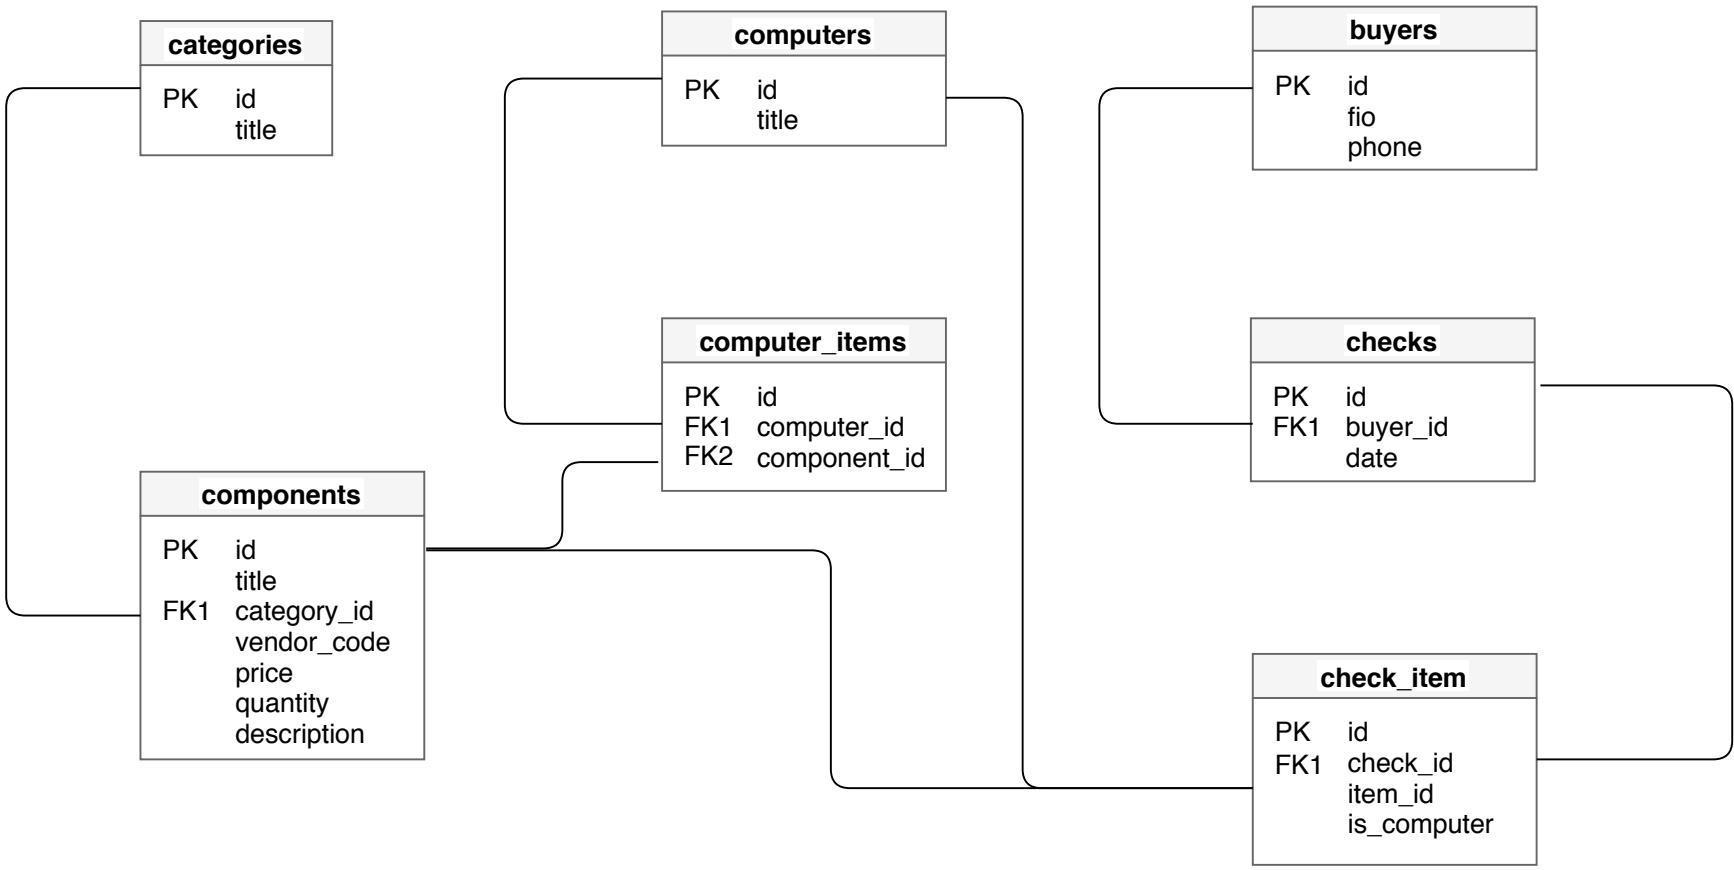 categories
PK id
title
computers
PK id
title
buyers
PK id
fio
phone
computer_items
PK id
FK1 computer_id
FK2 component_id
checks
PK id
FK1 buyer_id
date
components
PK id
title
FK1 category_id
vendor_code
price
quantity
description
check_item
PK id
FK1 check_id
item_id
is_computer